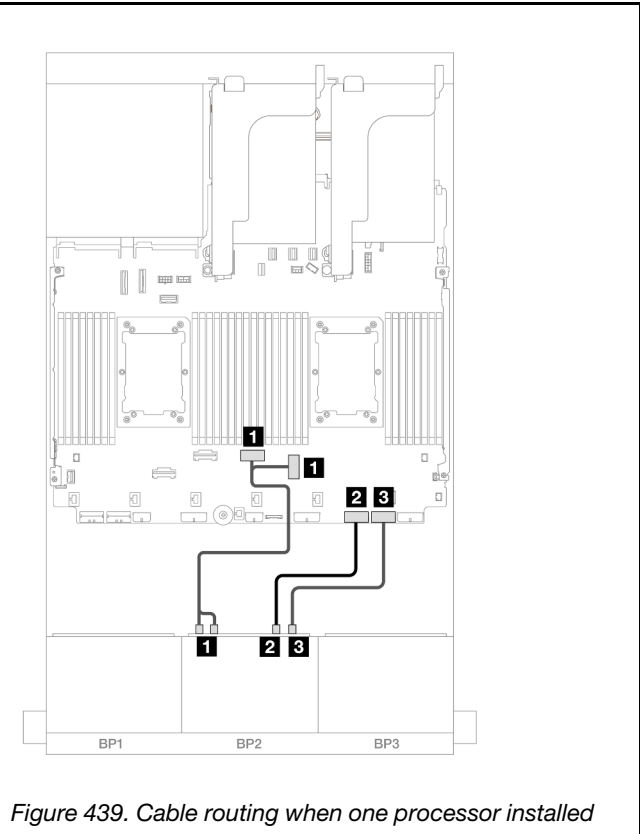 1
1
2 3
1 2 3
BP1 BP2 BP3
Figure 439. Cable routing when one processor installed